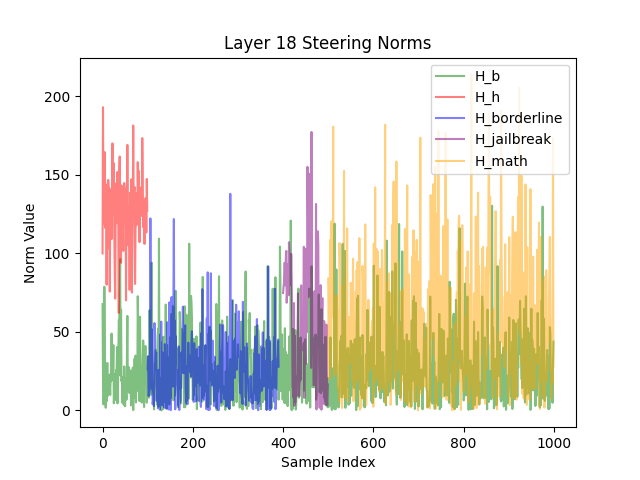 Layer 18 Steering Norms
H_b
H_h
H_borderline
H_jailbreak
H_math
Norm Value
200
150
100
50
0
0
200
400
600
800
1000
Sample Index